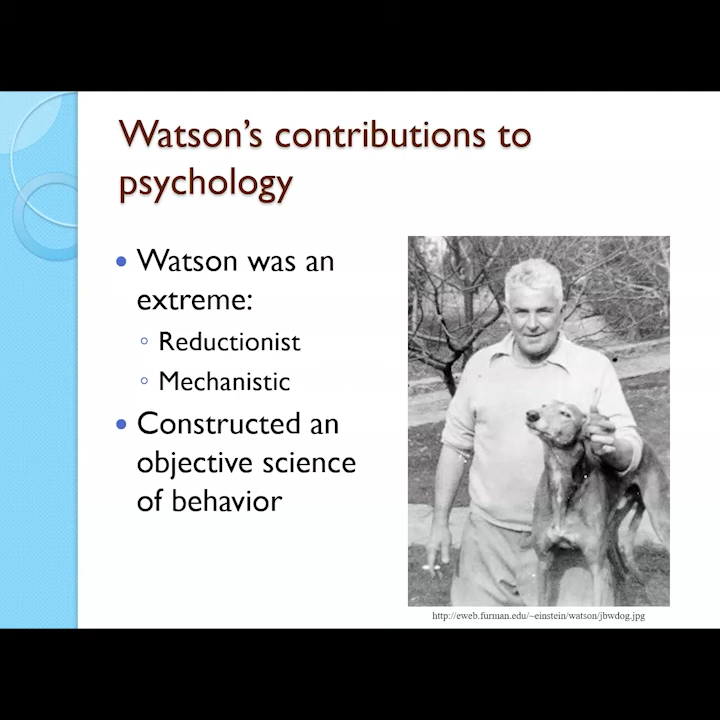 Watson's contributions to
psychology
• Watson was an
extreme:
◦ Reductionist
◦ Mechanistic
• Constructed an
objective science
of behavior
http://eweb.furman.edu/~einstein/watson/jbwdog.jpg